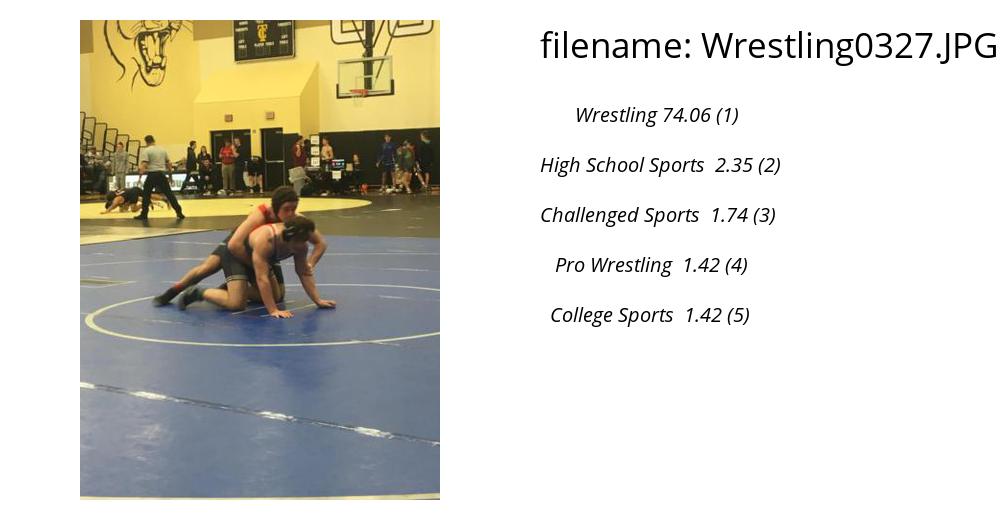 filename: Wrestling0327.JPG
Wrestling 74.06 (1)
High School Sports 2.35 (2)
Challenged Sports 1.74 (3)
Pro Wrestling 1.42 (4)
College Sports 1.42 (5)